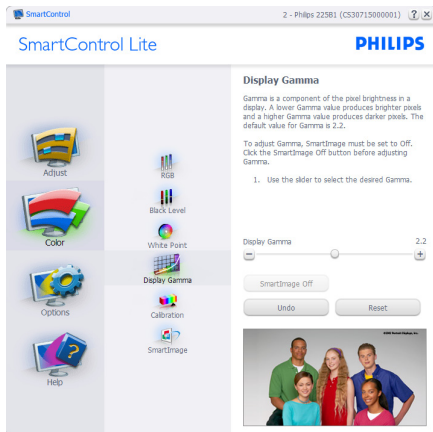 SmartControl
2 - Philips 225B1 (CS30715000001)
?
X
SmartControl Lite
PHILIPS
Adjust
Color
Options
Help
RGB
Black Level
White Point
Display Gamma
Calibration
SmartImage
Display Gamma
Gamma is a component of the pixel brightness in a
display. A lower Gamma value produces brighter pixels
and a higher Gamma value produces darker pixels. The
default value for Gamma is 2.2.
To adjust Gamma, SmartImage must be set to Off.
Click the SmartImage Off button before adjusting
Gamma.
1. Use the slider to select the desired Gamma.
Display Gamma 2.2
SmartImage Off
Undo
Reset